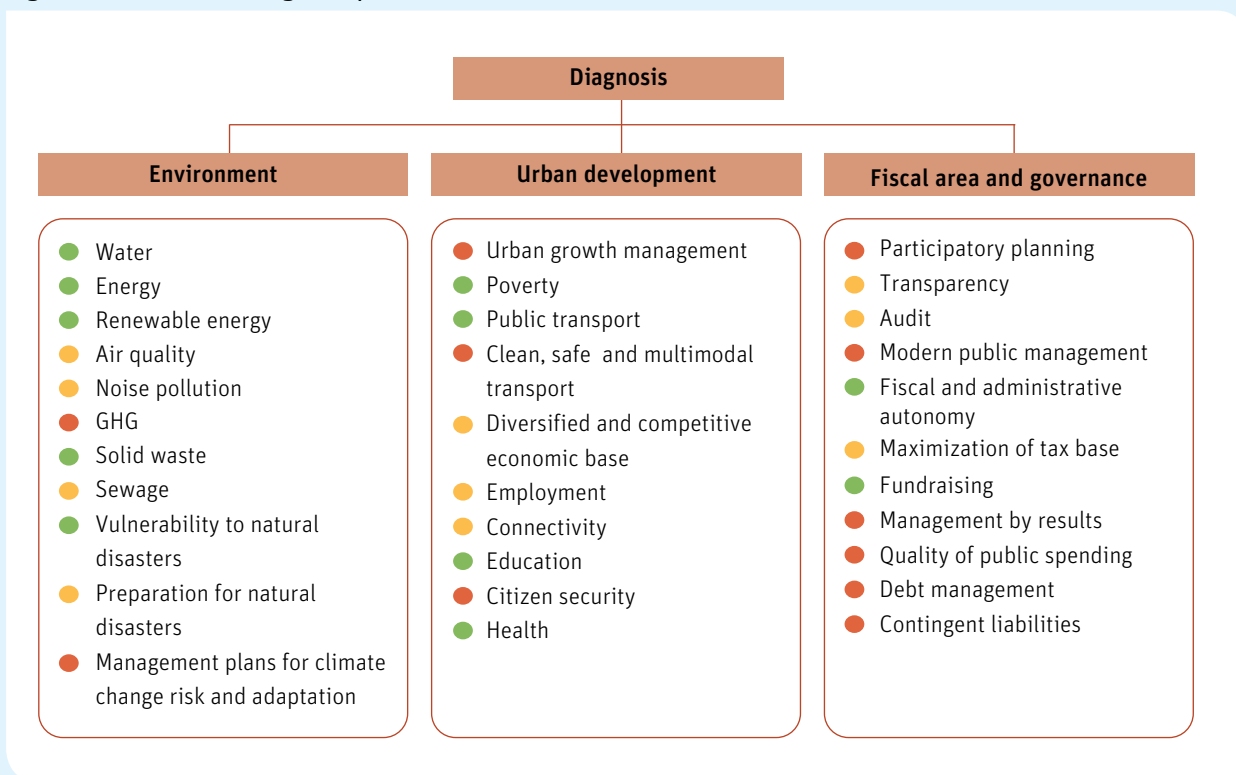 Diagnosis
Environment
Urban development
Fiscal area and governance
Water
Energy
Renewable energy
Air quality
Noise pollution
GHG
Solid waste
Sewage
Vulnerability to natural
disasters
Preparation for natural
disasters
Management plans for climate
change risk and adaptation
Urban growth management
Poverty
Public transport
Clean, safe and multimodal
transport
Diversified and competitive
economic base
Employment
Connectivity
Education
Citizen security
Health
Participatory planning
Transparency
Audit
Modern public management
Fiscal and administrative
autonomy
Maximization of tax base
Fundraising
Management by results
Quality of public spending
Debt management
Contingent liabilities